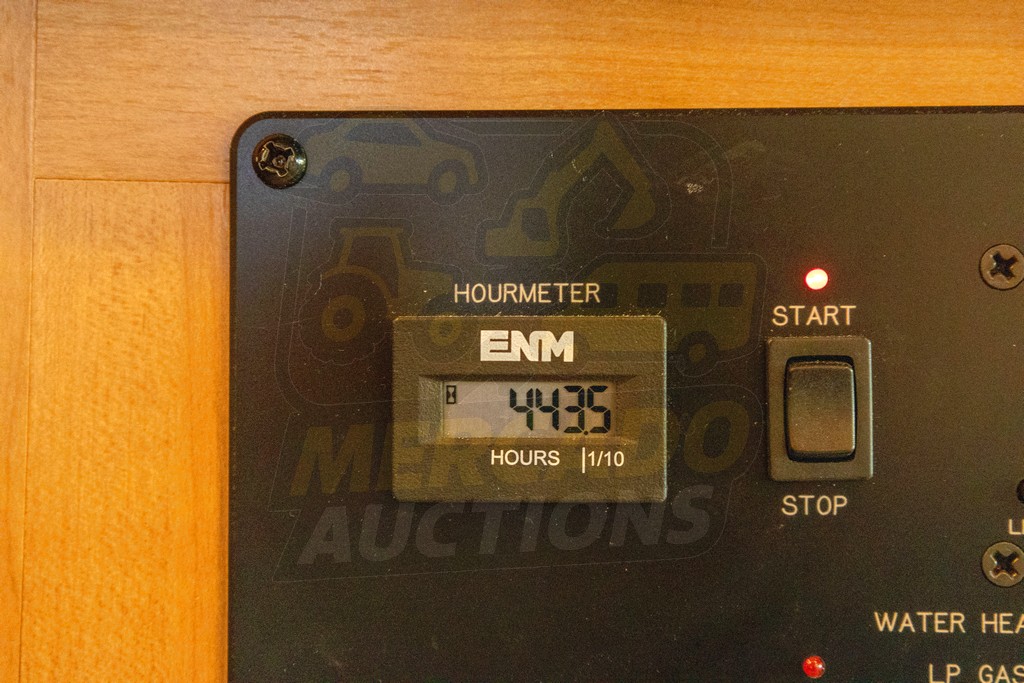 HOURMETER
ENM
443.5
HOURS |1/10
START
STOP
WATER HEA
LP GAS
MERCADO
AUCTIONS